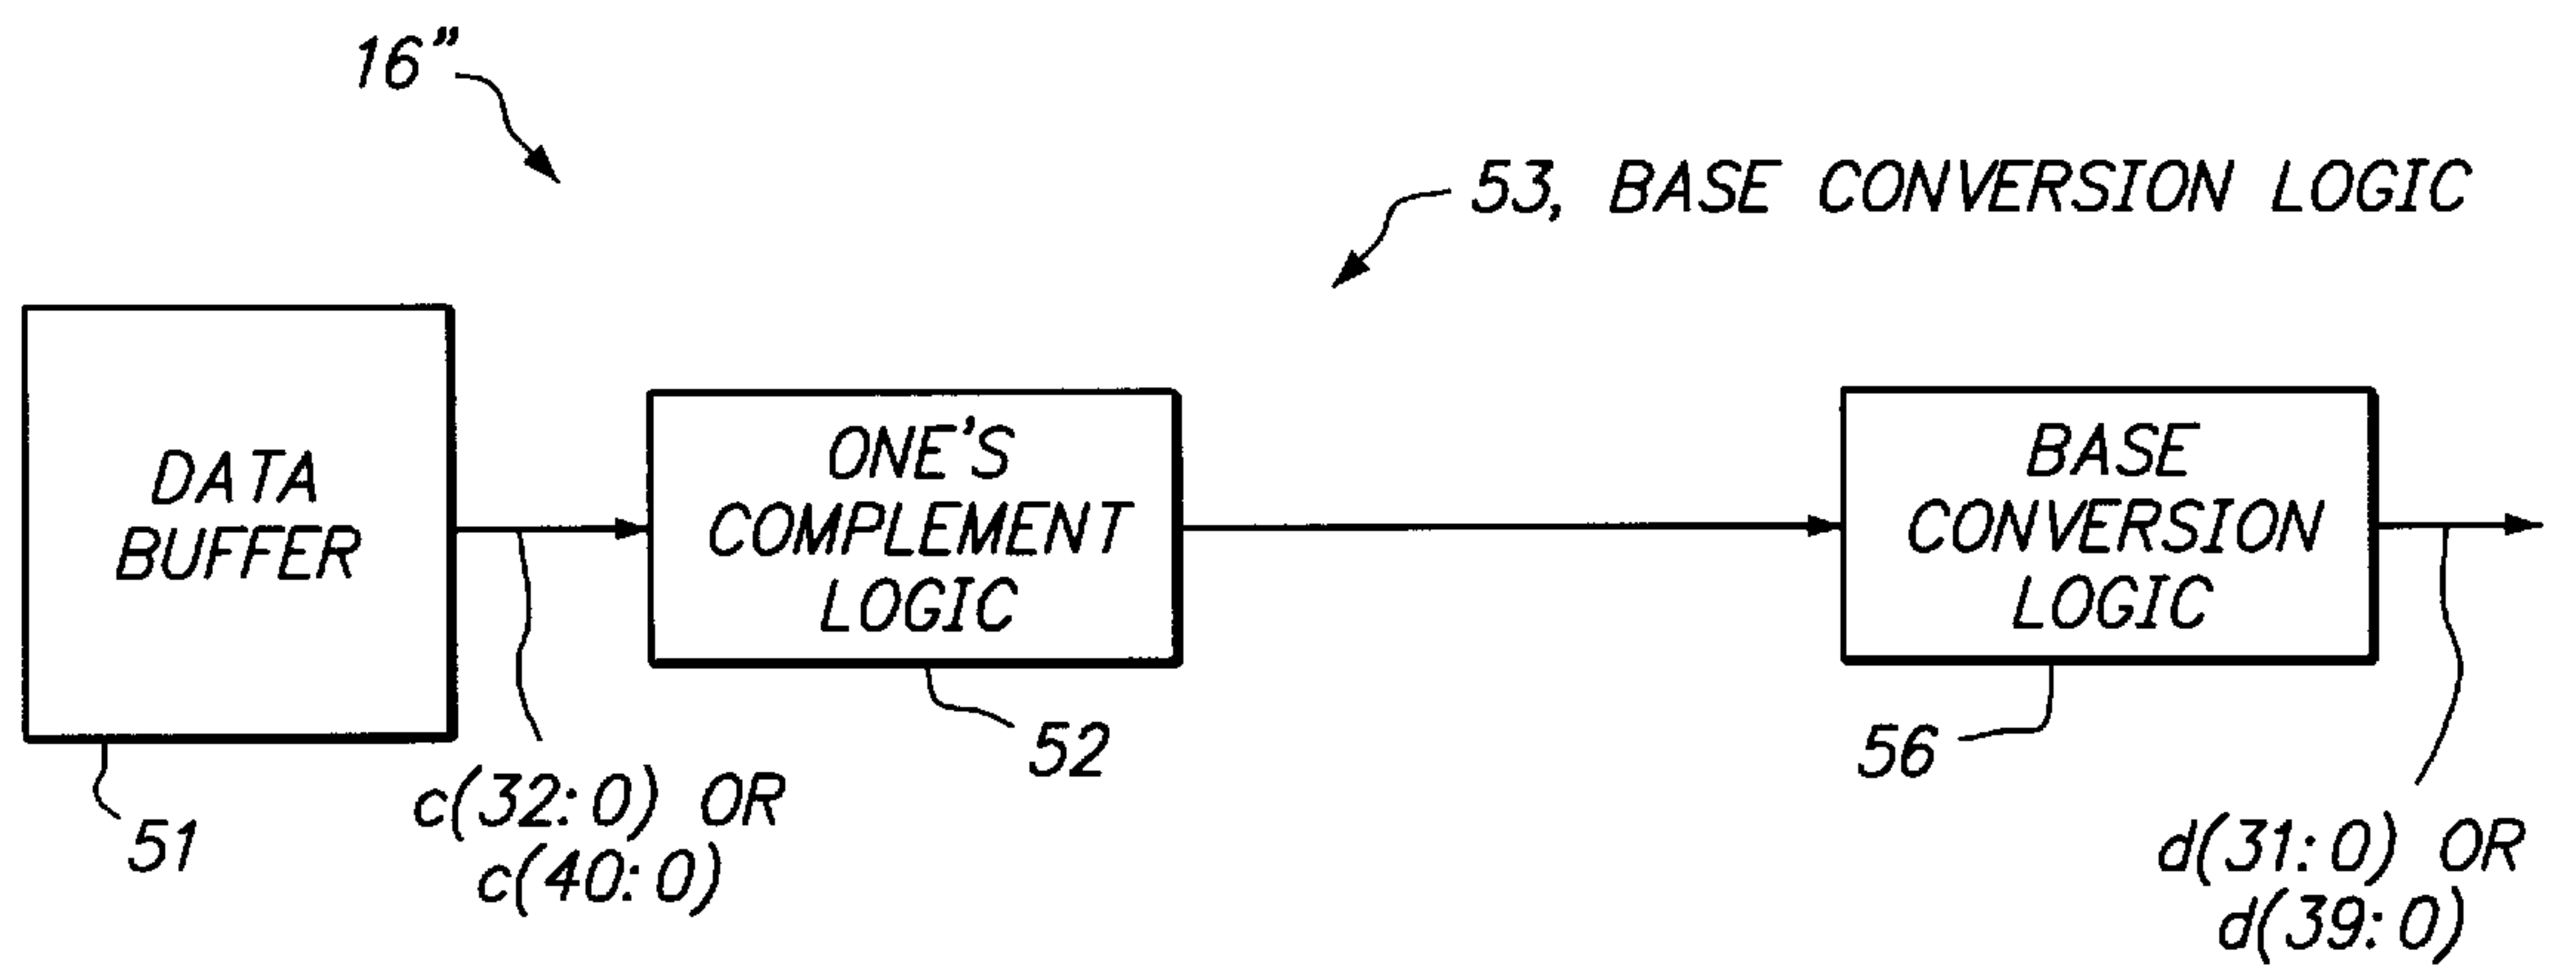 16”
53, BASE CONVERSION LOGIC
DATA
BUFFER
ONE'S
COMPLEMENT
LOGIC
BASE
CONVERSION
LOGIC
51
c(32:0) OR
c(40:0)
52
56
d(31:0) OR
d(39:0)